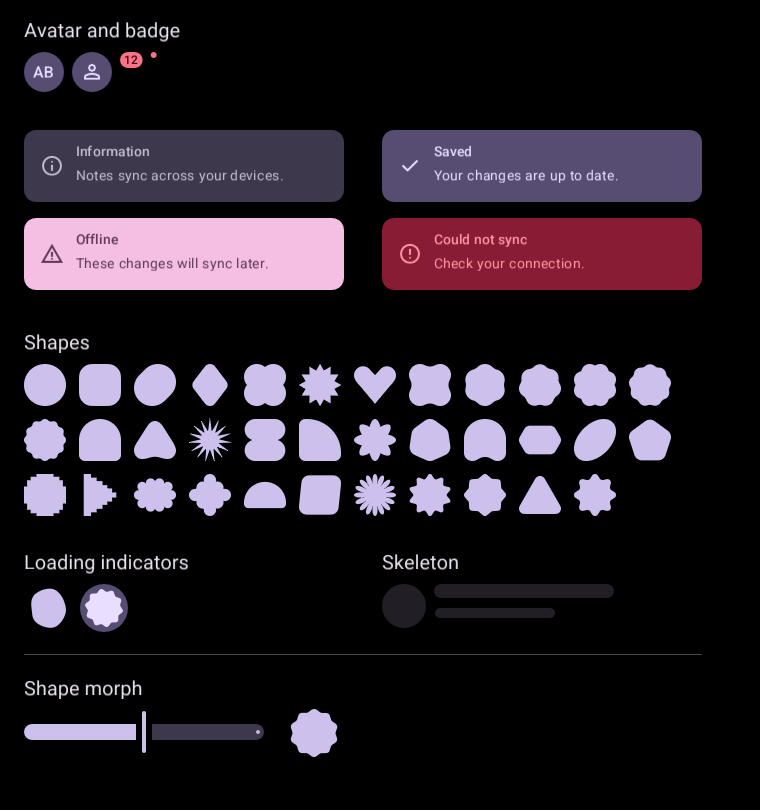 Avatar and badge
AB
12
Information
Notes sync across your devices.
Saved
Your changes are up to date.
Offline
These changes will sync later.
Could not sync
Check your connection.
Shapes
Loading indicators
Skeleton
Shape morph